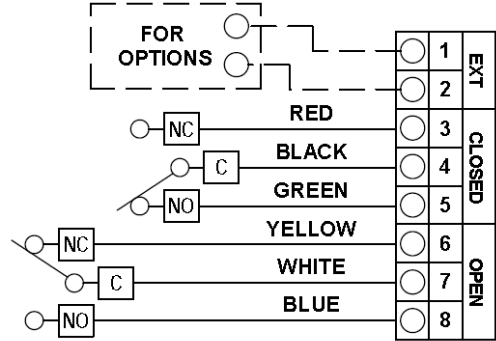 FOR
OPTIONS
1
2
EXT
RED
NC
3
BLACK
C
4
CLOSED
GREEN
NO
5
YELLOW
NC
6
WHITE
C
7
OPEN
BLUE
NO
8